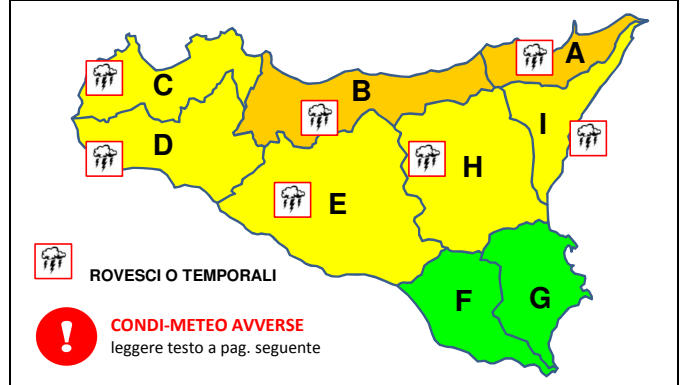 A
C
B
I
D
H
E
ROVESCI O TEMPORALI
F
G
CONDI-METEO AVVERSE
leggere testo a pag. seguente